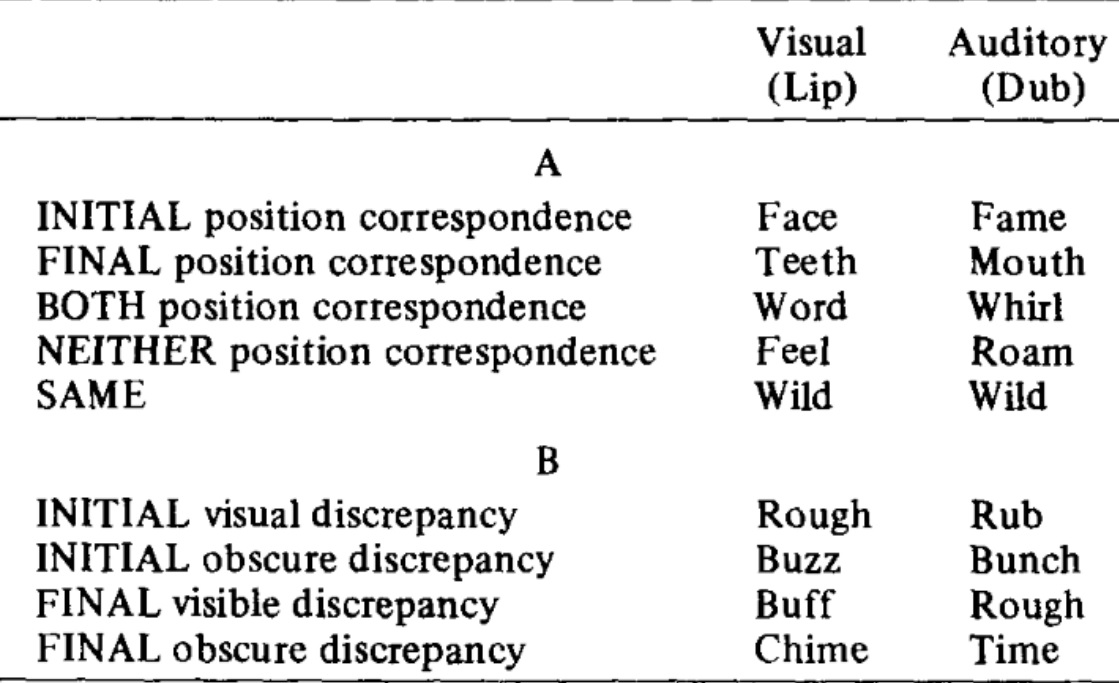 Visual Auditory
(Lip) (Dub)
A
INITIAL position correspondence Face Fame
FINAL position correspondence Teeth Mouth
BOTH position correspondence Word Whirl
NEITHER position correspondence Feel Roam
SAME Wild Wild
B
INITIAL visual discrepancy Rough Rub
INITIAL obscure discrepancy Buzz Bunch
FINAL visible discrepancy Buff Rough
FINAL obscure discrepancy Chime Time